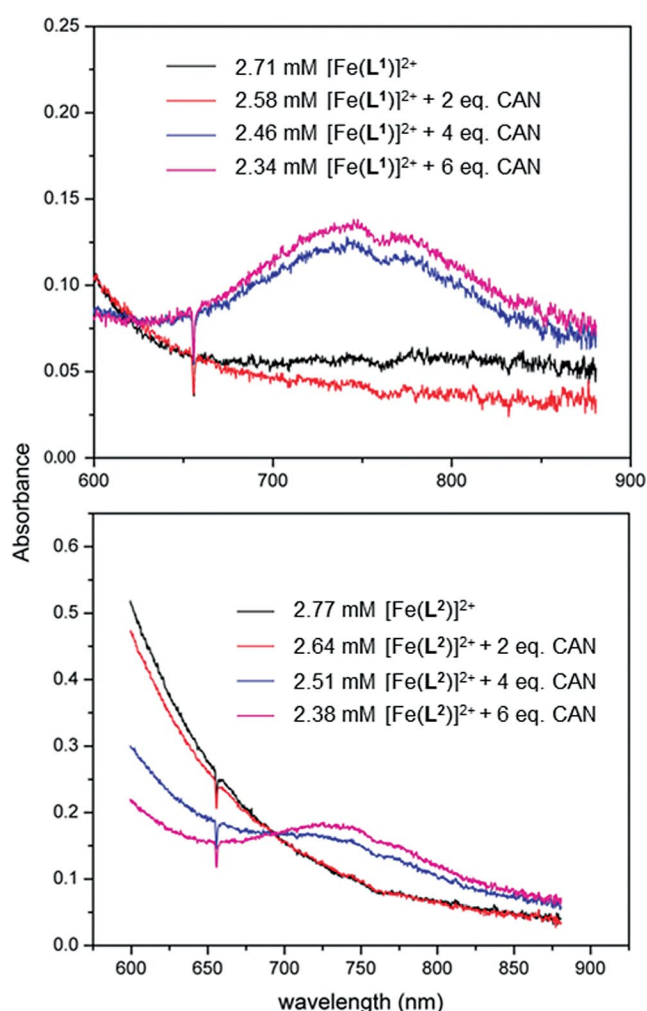 0.25
2.71 mM [Fe(L¹)]²⁺
2.58 mM [Fe(L¹)]²⁺ + 2 eq. CAN
2.46 mM [Fe(L¹)]²⁺ + 4 eq. CAN
2.34 mM [Fe(L¹)]²⁺ + 6 eq. CAN
0.20
0.15
0.10
0.05
0.00
600 700 800 900
Absorbance
0.6
0.5
2.77 mM [Fe(L²)]²⁺
2.64 mM [Fe(L²)]²⁺ + 2 eq. CAN
2.51 mM [Fe(L²)]²⁺ + 4 eq. CAN
2.38 mM [Fe(L²)]²⁺ + 6 eq. CAN
0.4
0.3
0.2
0.1
0.0
600 650 700 750 800 850 900
wavelength (nm)